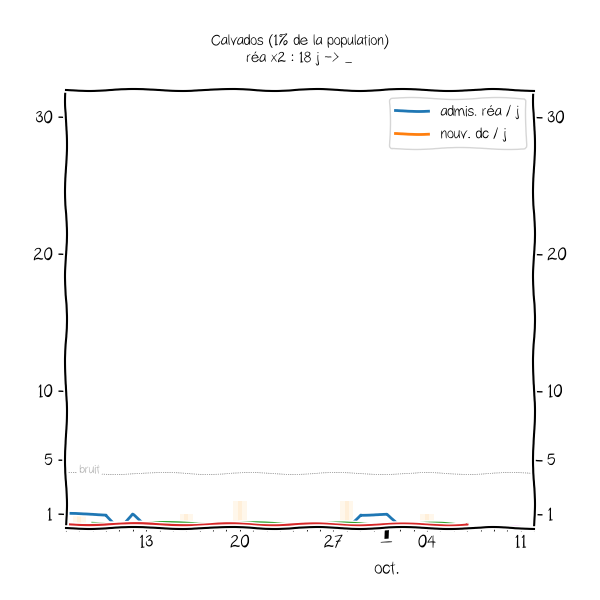 Calvados (1% de la population)
réa x2 : 18 j -> _
30
30
admis. réa / j
nouv. dc / j
20
20
10
10
5
5
bruit
1
1
13
20
27
_
04
11
oct.